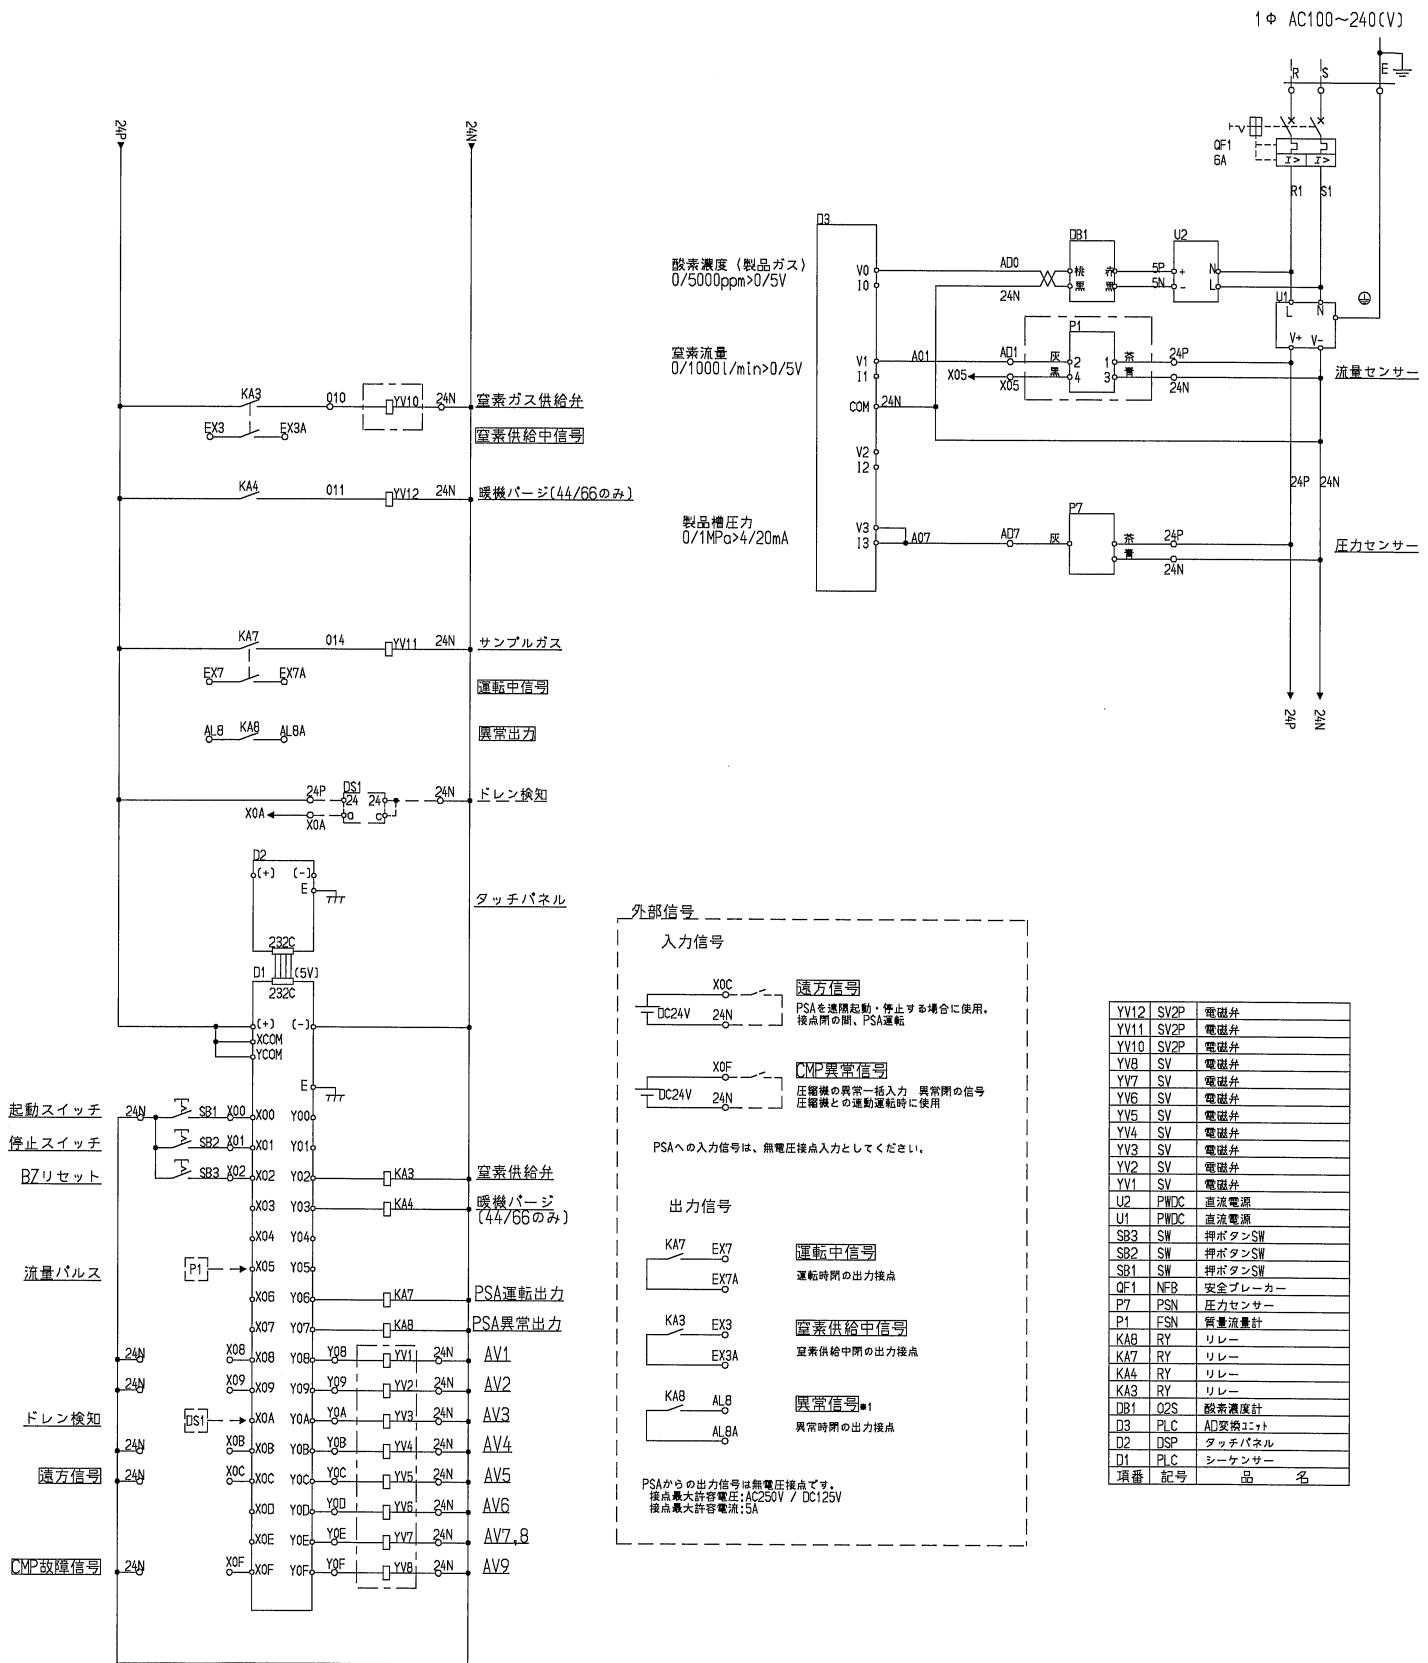 1Φ AC100～240(V)
R S E
QF1
6A
R1 S1
24P
24N
D3
酸素濃度（製品ガス）
0/5000ppm>0/5V
V0
I0
AD0
24N
DB1
桃 赤
黒 黒
5P
5N
U2
+ N
- L
U1
L N
V+ V-
窒素流量
0/1000l/min>0/5V
V1
I1
A01
AD1
X05
X05
灰
黒
P1
2 1
4 3
茶
青
24P
24N
流量センサー
COM
24N
V2
I2
24P 24N
製品槽圧力
0/1MPa>4/20mA
V3
I3
A07
AD7
灰
P7
茶
青
24P
24N
圧力センサー
24P
24N
KA3 010 YV10 24N 窒素ガス供給弁
EX3 EX3A 窒素供給中信号
KA4 011 YV12 24N 暖機パージ(44/66のみ)
KA7 014 YV11 24N サンプルガス
EX7 EX7A 運転中信号
AL8 KA8 AL8A 異常出力
24P DS1 24 24 24N ドレン検知
X0A X0A a c
D2
(+) (-)
E
タッチパネル
232C
D1 (5V)
232C
(+) (-)
XCOM
YCOM
E
起動スイッチ 24N SB1 X00 X00 Y00
停止スイッチ SB2 X01 X01 Y01
BZリセット SB3 X02 X02 Y02 KA3 窒素供給弁
X03 Y03 KA4 暖機パージ
(44/66のみ)
X04 Y04
流量パルス P1 X05 Y05
X06 Y06 KA7 PSA運転出力
X07 Y07 KA8 PSA異常出力
24N X08 X08 Y08 Y08 YV1 24N AV1
24N X09 X09 Y09 Y09 YV2 24N AV2
ドレン検知 DS1 X0A Y0A Y0A YV3 24N AV3
24N X0B X0B Y0B Y0B YV4 24N AV4
遠方信号 24N X0C X0C Y0C Y0C YV5 24N AV5
X0D Y0D Y0D YV6 24N AV6
X0E Y0E Y0E YV7 24N AV7,8
CMP故障信号 24N X0F X0F Y0F Y0F YV8 24N AV9
外部信号
入力信号
DC24V
X0C
24N
遠方信号
PSAを遠隔起動・停止する場合に使用。
接点閉の間、PSA運転
DC24V
X0F
24N
CMP異常信号
圧縮機の異常一括入力 異常閉の信号
圧縮機との連動運転時に使用
PSAへの入力信号は、無電圧接点入力としてください。
出力信号
KA7 EX7
EX7A
運転中信号
運転時閉の出力接点
KA3 EX3
EX3A
窒素供給中信号
窒素供給中閉の出力接点
KA8 AL8
AL8A
異常信号※1
異常時閉の出力接点
PSAからの出力信号は無電圧接点です。
接点最大許容電圧:AC250V / DC125V
接点最大許容電流:5A
YV12 SV2P 電磁弁
YV11 SV2P 電磁弁
YV10 SV2P 電磁弁
YV8 SV 電磁弁
YV7 SV 電磁弁
YV6 SV 電磁弁
YV5 SV 電磁弁
YV4 SV 電磁弁
YV3 SV 電磁弁
YV2 SV 電磁弁
YV1 SV 電磁弁
U2 PWDC 直流電源
U1 PWDC 直流電源
SB3 SW 押ボタンSW
SB2 SW 押ボタンSW
SB1 SW 押ボタンSW
QF1 NFB 安全ブレーカー
P7 PSN 圧力センサー
P1 FSN 質量流量計
KA8 RY リレー
KA7 RY リレー
KA4 RY リレー
KA3 RY リレー
DB1 O2S 酸素濃度計
D3 PLC AD変換ユニット
D2 DSP タッチパネル
D1 PLC シーケンサー
項番 記号 品 名